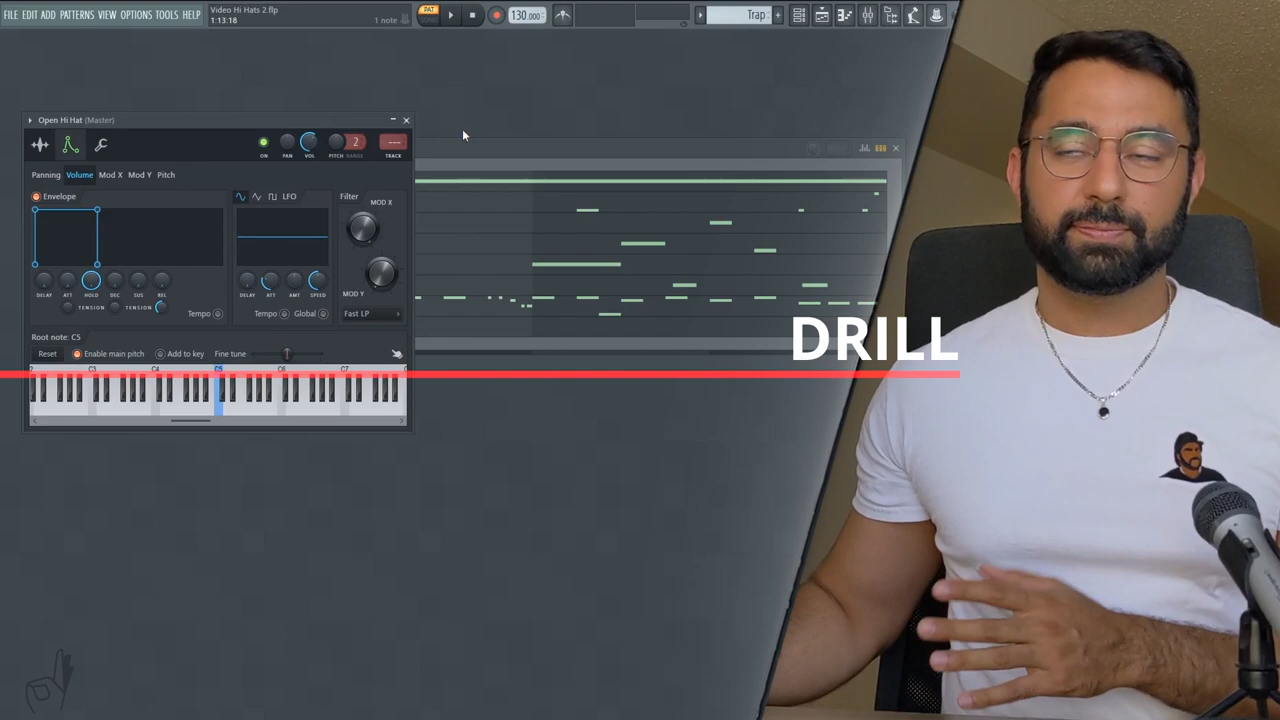 FILE EDIT ADD PATTERNS VIEW OPTIONS TOOLS HELP
Video Hi Hats 2.flp
1:13:18
1 note
PAT
SONG
130.000
Trap
Open Hi Hat (Master)
ON PAN VOL PITCH RANGE 2 --- TRACK
Panning Volume Mod X Mod Y Pitch
Envelope
LFO
Filter
MOD X
MOD Y
DELAY ATT HOLD DEC SUS REL
TENSION TENSION
Tempo
DELAY ATT AMT SPEED
Tempo Global
Fast LP
Root note: C5
Reset Enable main pitch Add to key Fine tune
C3 C4 C5 C6 C7
DRILL